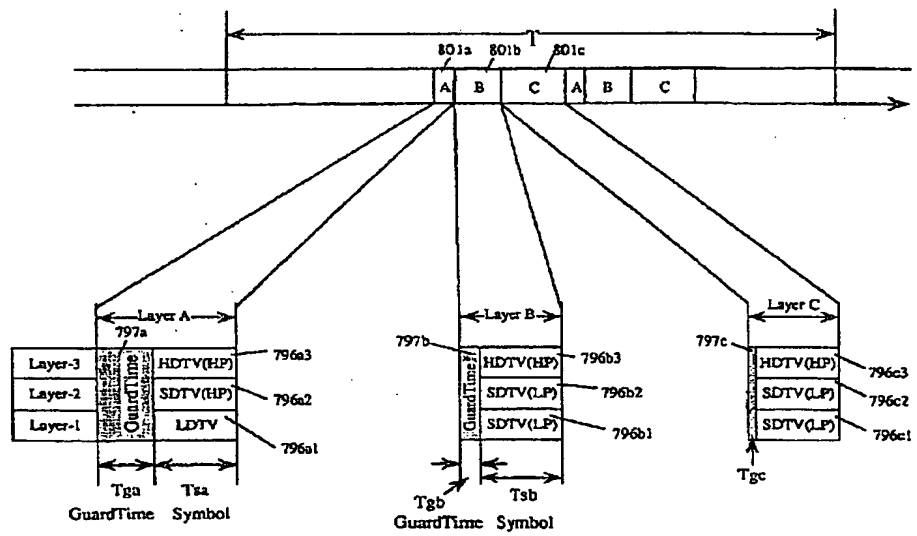 T
801a 801b 801c
A B C A B C
Layer A Layer B Layer C
797a 797b 797c
Layer-3 HDTV(HP) 796a3 HDTV(HP) 796b3 HDTV(HP) 796c3
Layer-2 GuardTime SDTV(HP) 796a2 GuardTime SDTV(LP) 796b2 SDTV(LP) 796c2
Layer-1 LDTV 796a1 SDTV(LP) 796b1 SDTV(LP) 796c1
Tga Tsa Tgb Tsb Tgc
GuardTime Symbol GuardTime Symbol